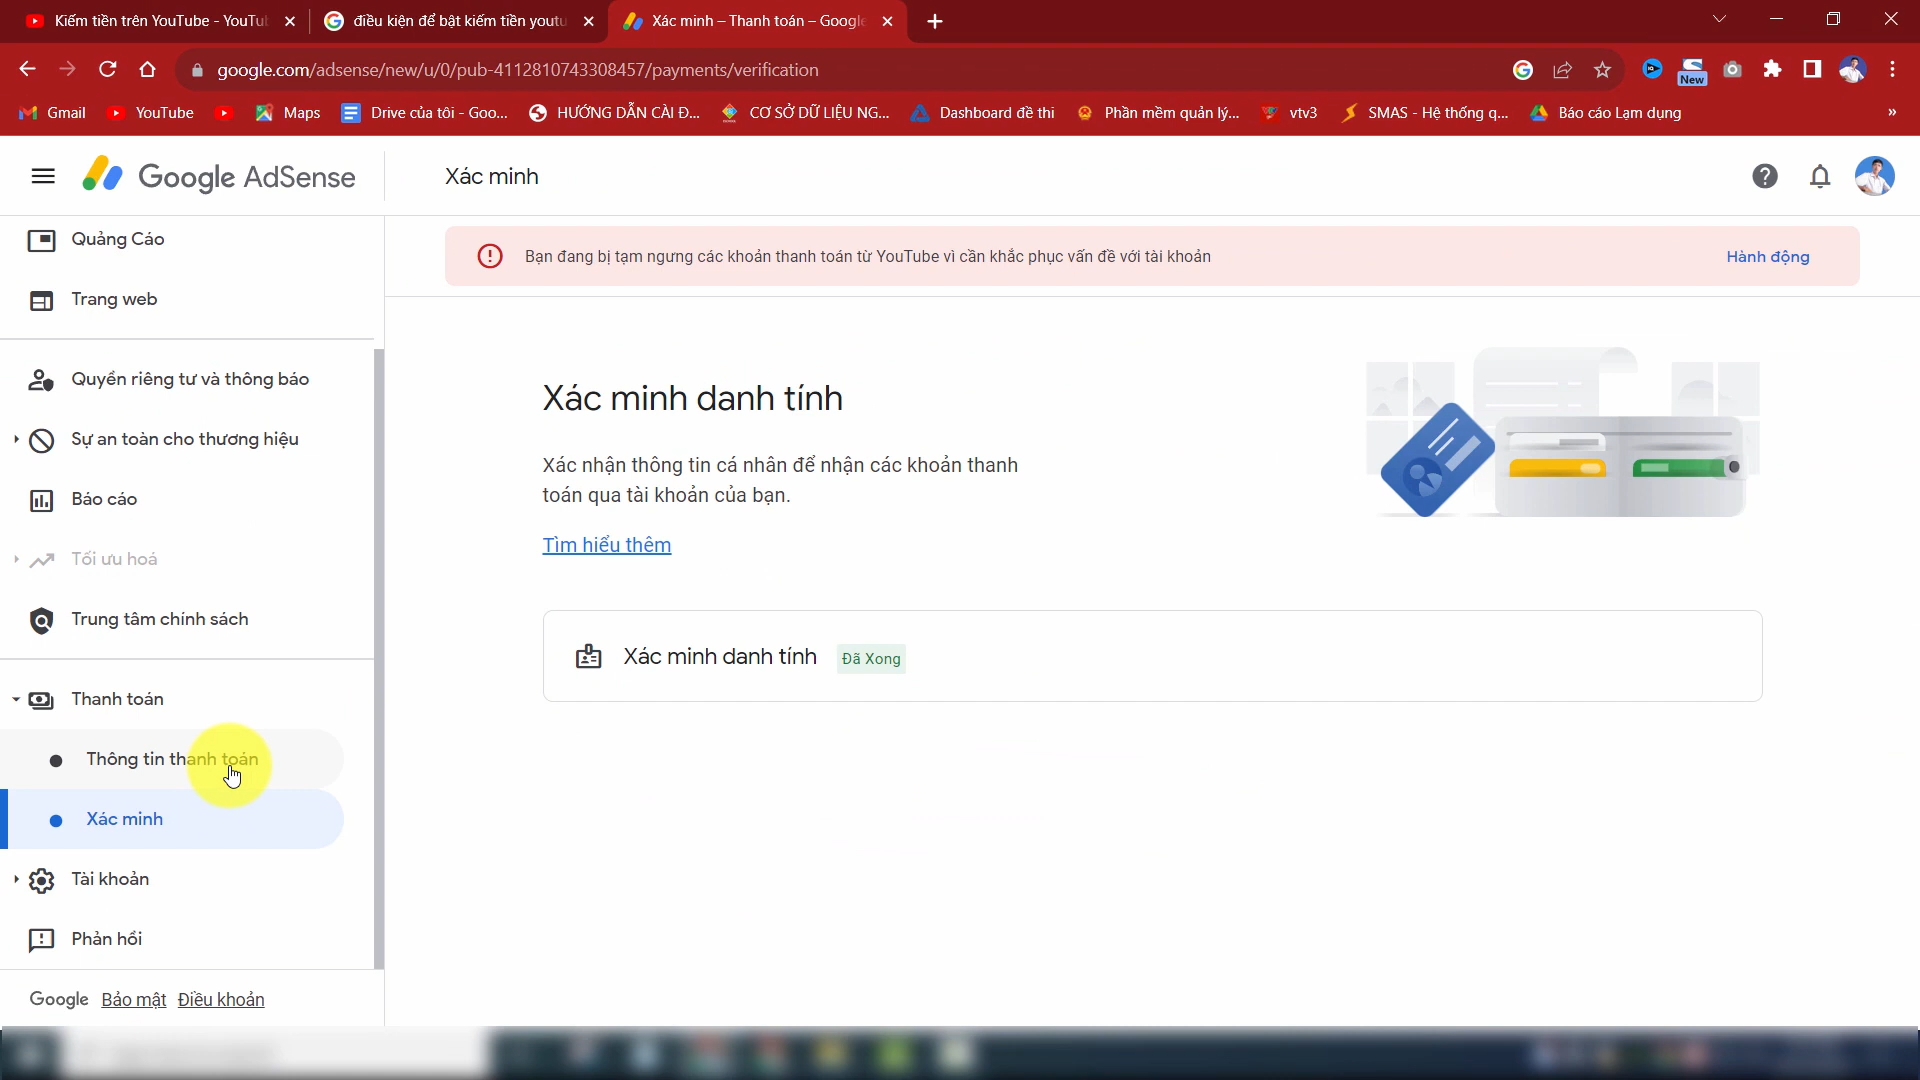 Kiếm tiền trên YouTube - YouTu
điều kiện để bật kiếm tiền youtu
Xác minh – Thanh toán – Google
google.com/adsense/new/u/0/pub-4112810743308457/payments/verification
New
Gmail
YouTube
Maps
Drive của tôi - Goo...
HƯỚNG DẪN CÀI Đ...
CƠ SỞ DỮ LIỆU NG...
Dashboard đề thi
Phần mềm quản lý...
vtv3
SMAS - Hệ thống q...
Báo cáo Lạm dụng
»
Google AdSense
Xác minh
Quảng Cáo
Trang web
Quyền riêng tư và thông báo
Sự an toàn cho thương hiệu
Báo cáo
Tối ưu hoá
Trung tâm chính sách
Thanh toán
Thông tin thanh toán
Xác minh
Tài khoản
Phản hồi
Google Bảo mật Điều khoản
Bạn đang bị tạm ngưng các khoản thanh toán từ YouTube vì cần khắc phục vấn đề với tài khoản
Hành động
Xác minh danh tính
Xác nhận thông tin cá nhân để nhận các khoản thanh
toán qua tài khoản của bạn.
Tìm hiểu thêm
Xác minh danh tính
Đã Xong